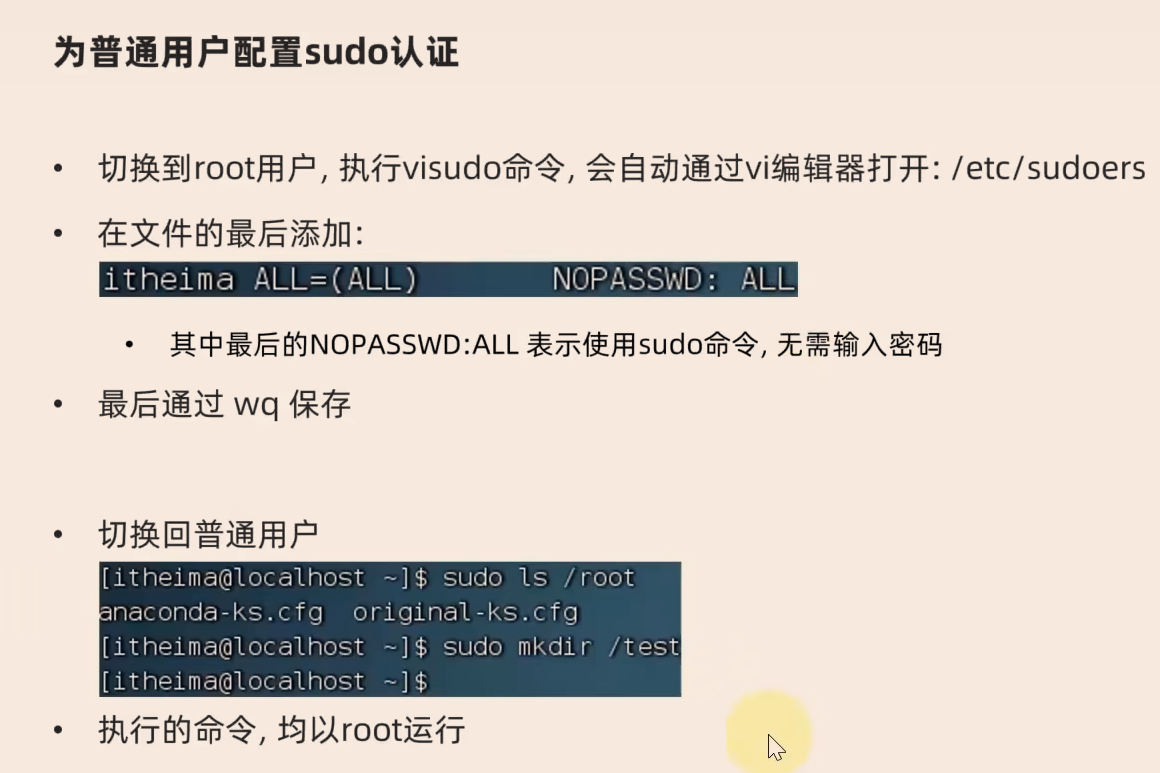 为普通用户配置sudo认证
• 切换到root用户, 执行visudo命令, 会自动通过vi编辑器打开: /etc/sudoers
• 在文件的最后添加:
itheima ALL=(ALL)       NOPASSWD: ALL
• 其中最后的NOPASSWD:ALL 表示使用sudo命令, 无需输入密码
• 最后通过 wq 保存
• 切换回普通用户
[itheima@localhost ~]$ sudo ls /root
anaconda-ks.cfg  original-ks.cfg
[itheima@localhost ~]$ sudo mkdir /test
[itheima@localhost ~]$
• 执行的命令, 均以root运行